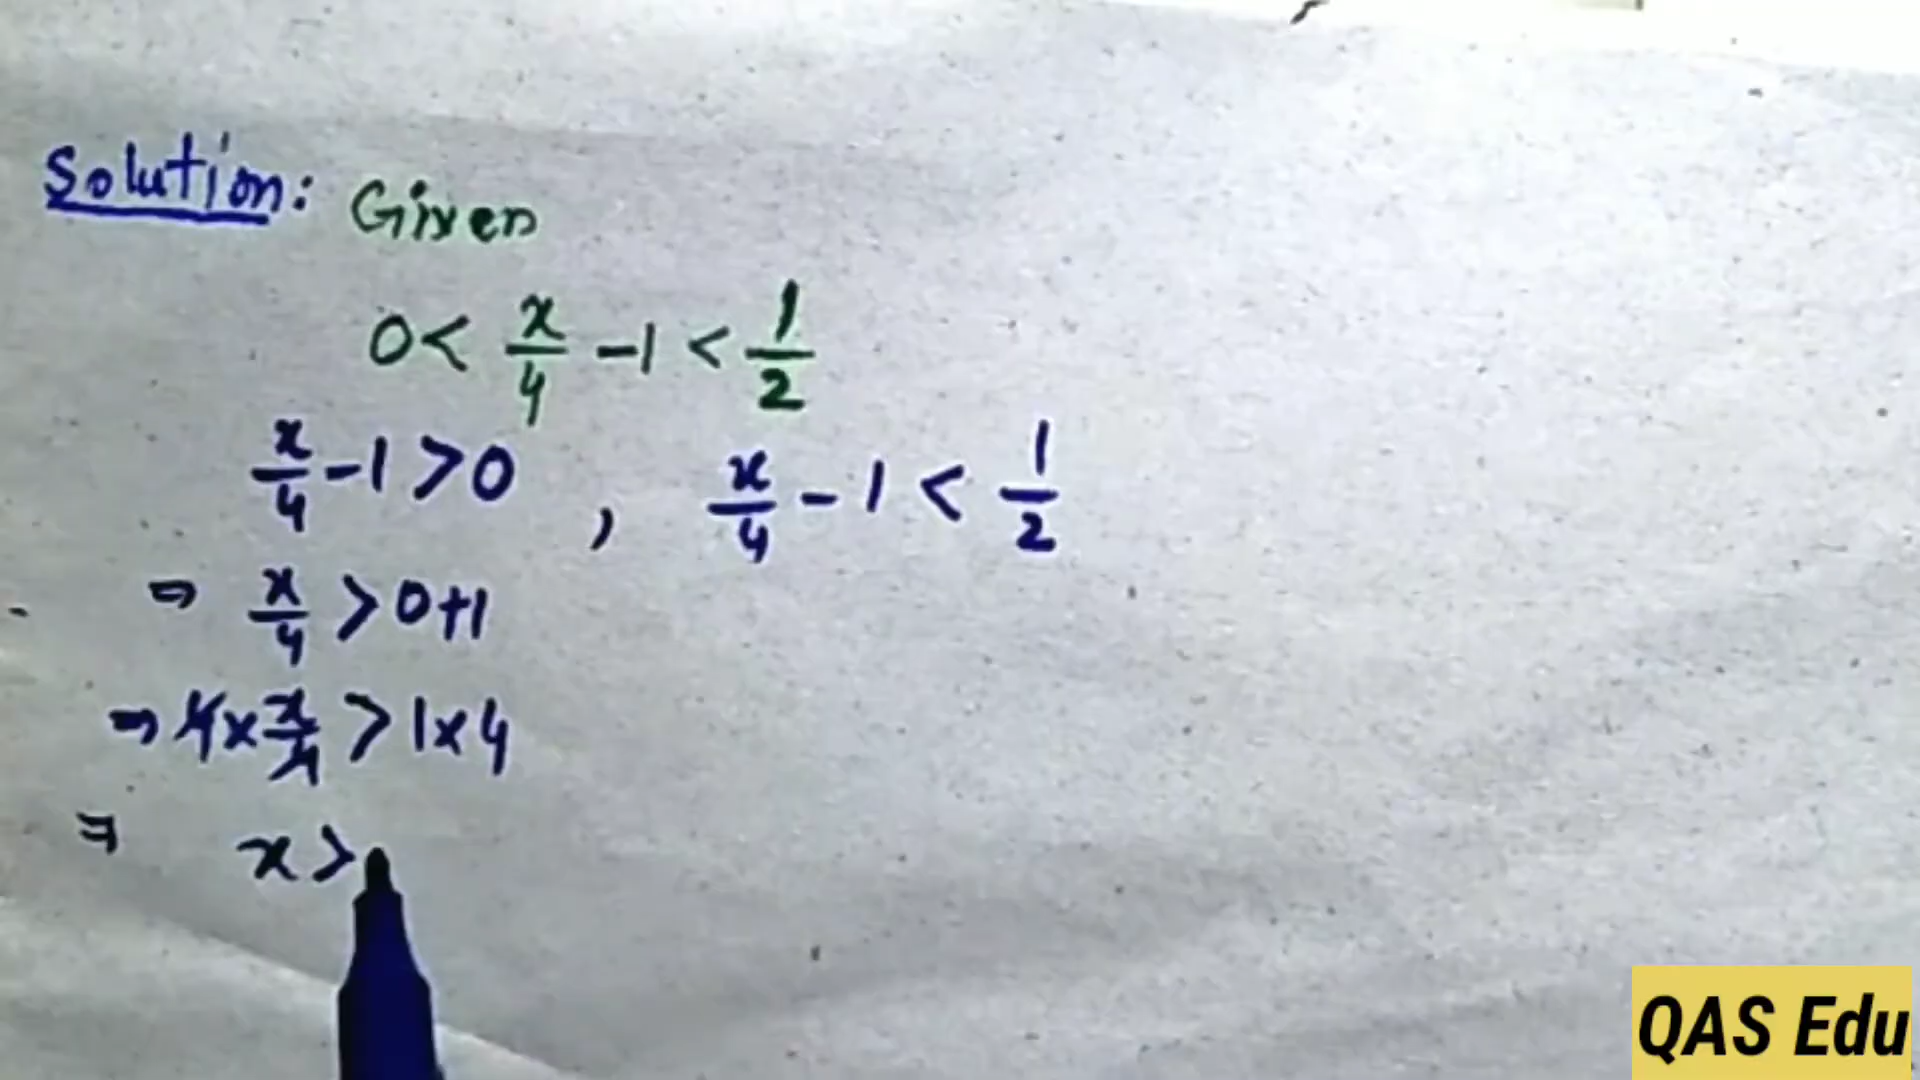 Solution: Given
0 < x/4 - 1 < 1/2
x/4 - 1 > 0 , x/4 - 1 < 1/2
⇒ x/4 > 0+1
⇒ 4 × x/4 > 1 × 4
⇒ x >
QAS Edu